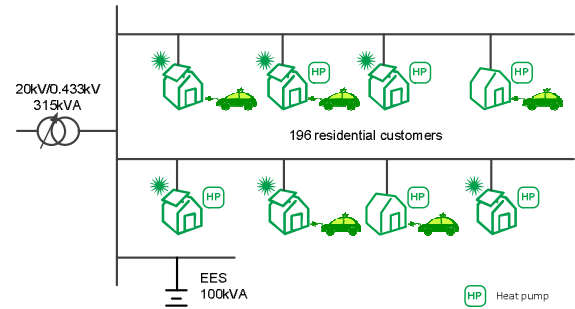 HP
HP
HP
20kV/0.433kV
315kVA
196 residential customers
HP
HP
HP
EES
100kVA
HP Heat pump